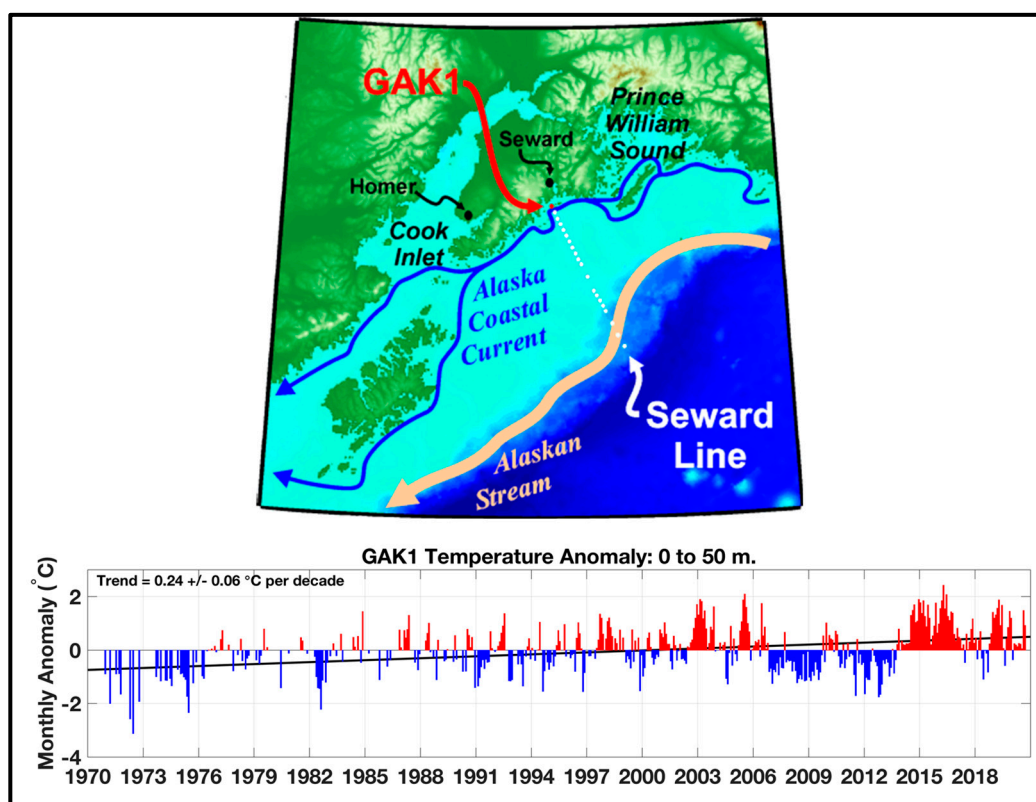 GAK1
Prince
William
Sound
Seward
Homer
Cook
Inlet
Alaska
Coastal
Current
Seward
Line
Alaskan
Stream
GAK1 Temperature Anomaly: 0 to 50 m.
Trend = 0.24 +/- 0.06 °C per decade
Monthly Anomaly (°C)
2
0
-2
-4
1970 1973 1976 1979 1982 1985 1988 1991 1994 1997 2000 2003 2006 2009 2012 2015 2018